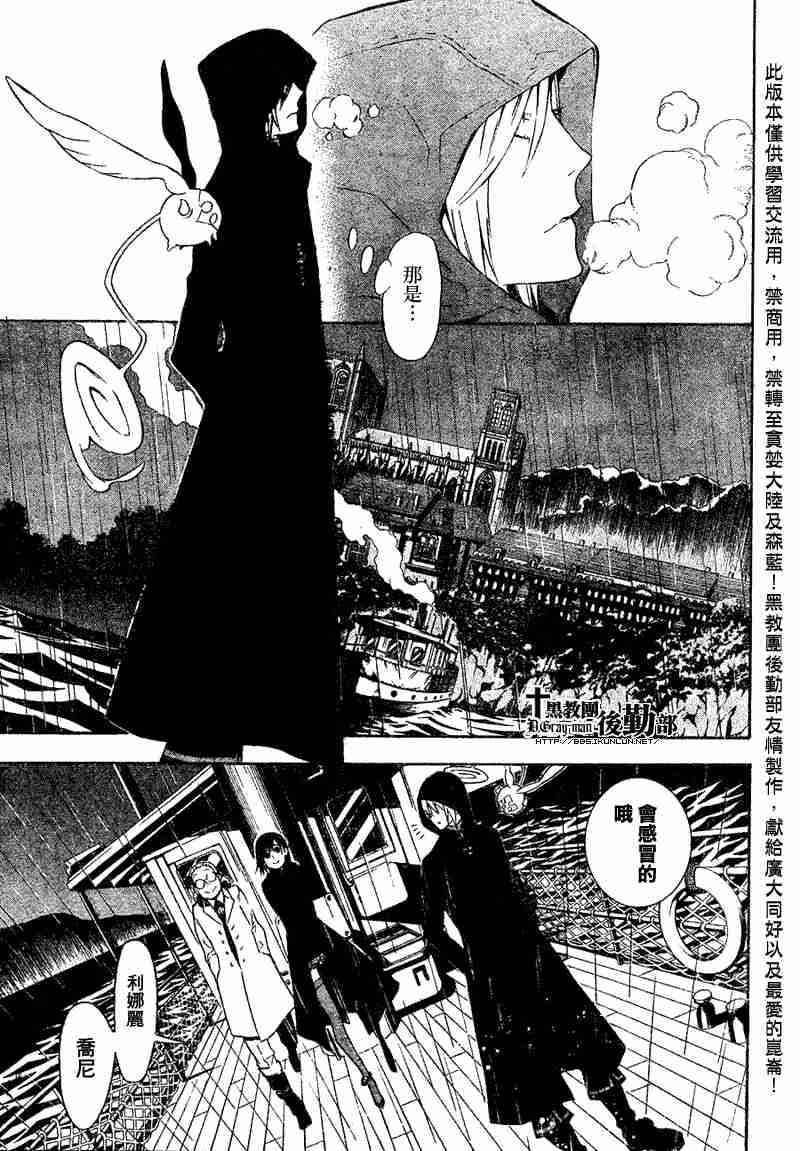 那是…
✝黑教團
D.Gray-man 後勤部
HTTP://BBS.IKUNLUN.NET/
會感冒的
哦
利娜麗
喬尼
此版本僅供學習交流用，禁商用，禁轉至貪婪大陸及森藍！黑教團後勤部友情製作，獻給廣大同好以及最愛的崑崙！